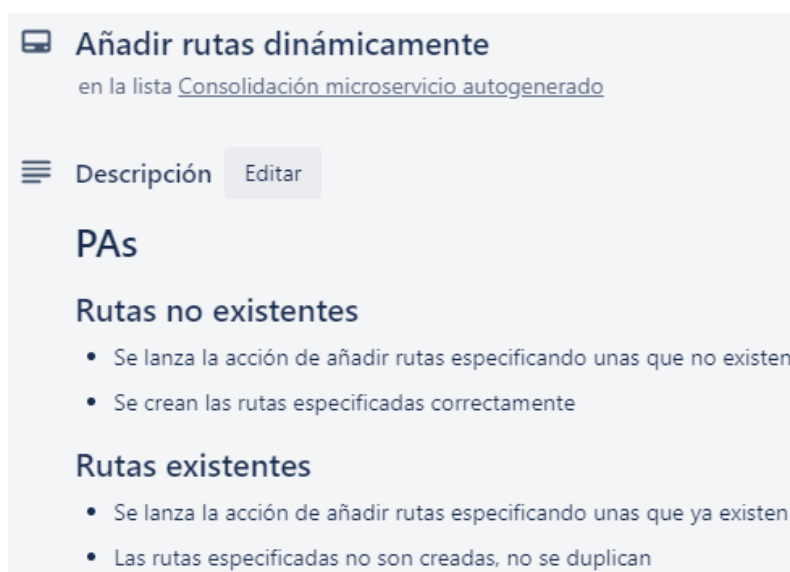 Añadir rutas dinámicamente
en la lista Consolidación microservicio autogenerado
Descripción Editar
PAs
Rutas no existentes
• Se lanza la acción de añadir rutas especificando unas que no existen
• Se crean las rutas especificadas correctamente
Rutas existentes
• Se lanza la acción de añadir rutas especificando unas que ya existen
• Las rutas especificadas no son creadas, no se duplican